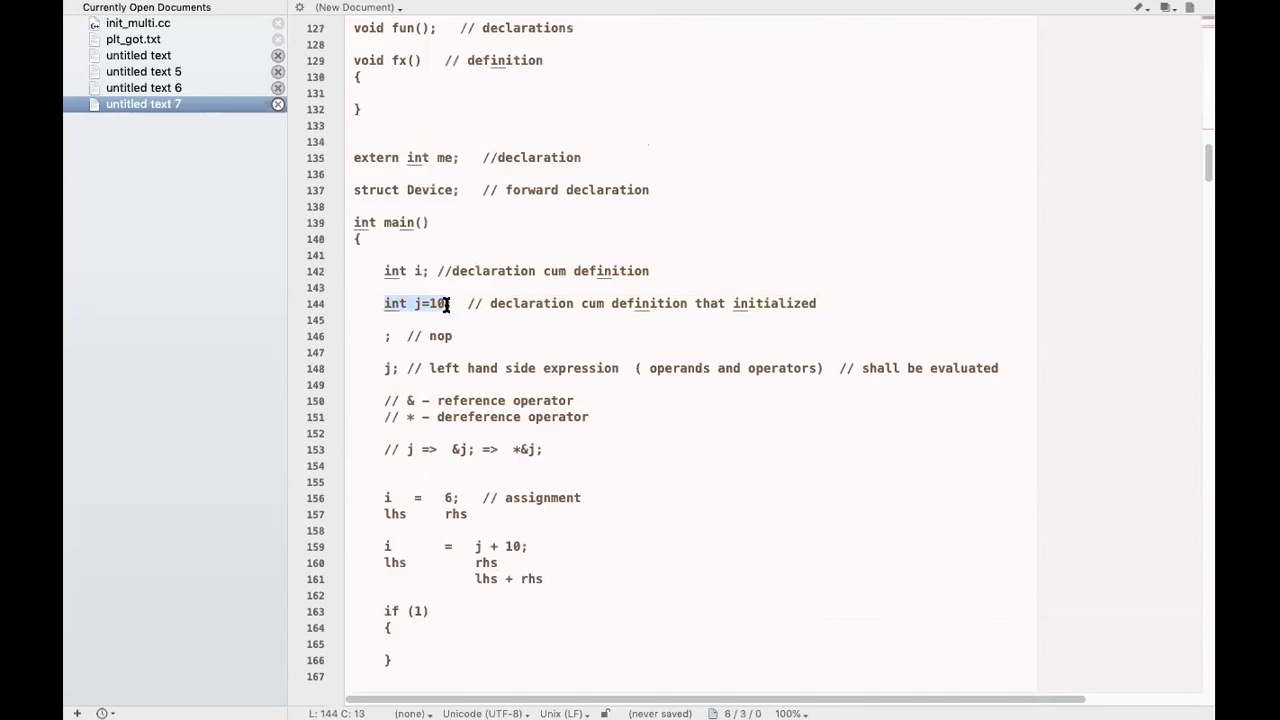 Currently Open Documents
(New Document)
init_multi.cc
plt_got.txt
untitled text
untitled text 5
untitled text 6
untitled text 7
127 void fun(); // declarations
128
129 void fx() // definition
130 {
131
132 }
133
134
135 extern int me; //declaration
136
137 struct Device; // forward declaration
138
139 int main()
140 {
141
142 int i; //declaration cum definition
143
144 int j=10; // declaration cum definition that initialized
145
146 ; // nop
147
148 j; // left hand side expression ( operands and operators) // shall be evaluated
149
150 // & – reference operator
151 // * – dereference operator
152
153 // j => &j; => *&j;
154
155
156 i = 6; // assignment
157 lhs rhs
158
159 i = j + 10;
160 lhs rhs
161 lhs + rhs
162
163 if (1)
164 {
165
166 }
167
L: 144 C: 13 (none) Unicode (UTF-8) Unix (LF) (never saved) 6 / 3 / 0 100%